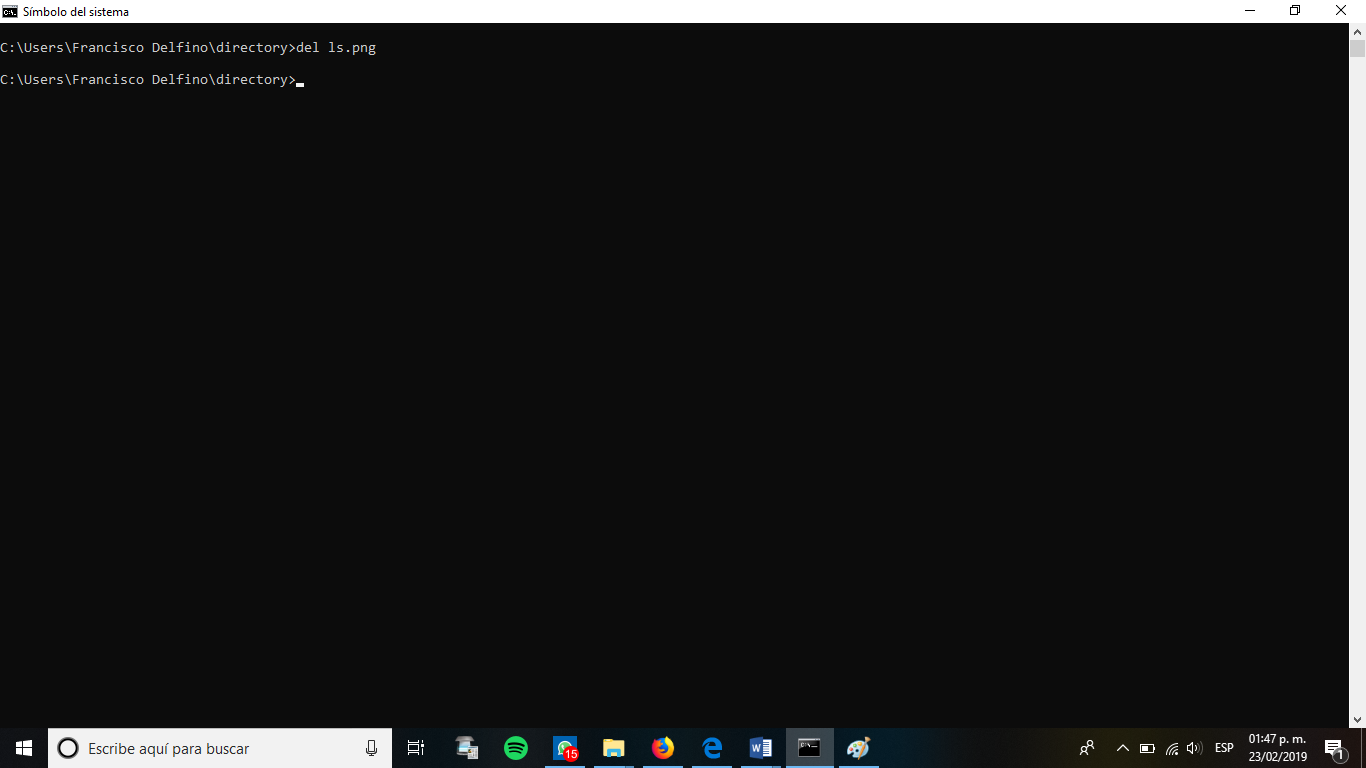 Símbolo del sistema
C:\Users\Francisco Delfino\directory>del ls.png
C:\Users\Francisco Delfino\directory>
Escribe aquí para buscar
15
ESP
01:47 p. m.
23/02/2019
1